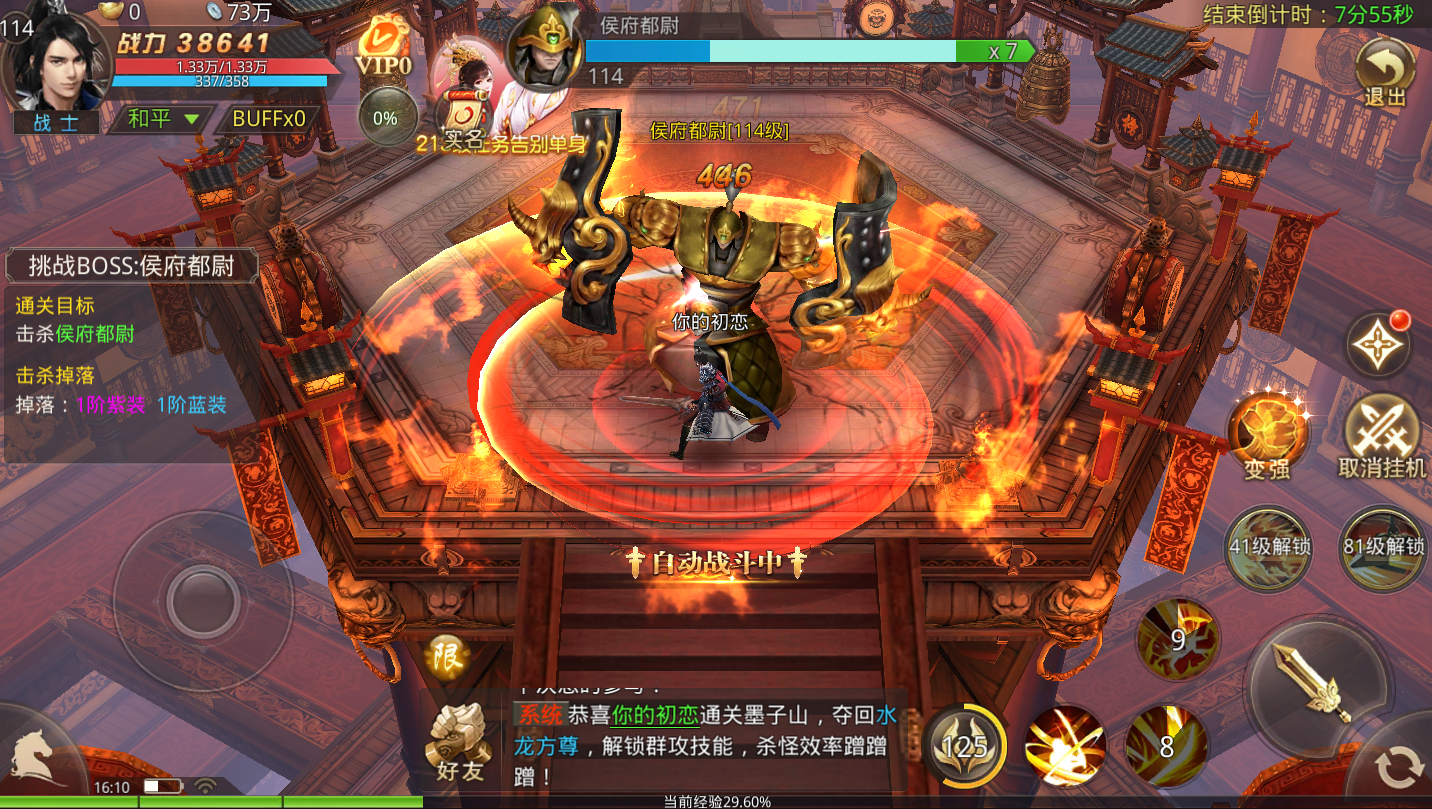 114
0
73万
战力 38641
1.33万/1.33万
337/358
战士
和平
BUFFx0
VIP0
0%
实名
告别单身
侯府都尉
114
x 7
结束倒计时：7分55秒
退出
471
侯府都尉[114级]
446
你的初恋
挑战BOSS:侯府都尉
通关目标
击杀侯府都尉
击杀掉落
掉落：1阶紫装 1阶蓝装
变强
取消挂机
41级解锁
81级解锁
自动战斗中
限
好友
系统 恭喜你的初恋通关墨子山，夺回水
龙方尊，解锁群攻技能，杀怪效率蹭蹭
蹭！
9
125
8
16:10
当前经验29.60%